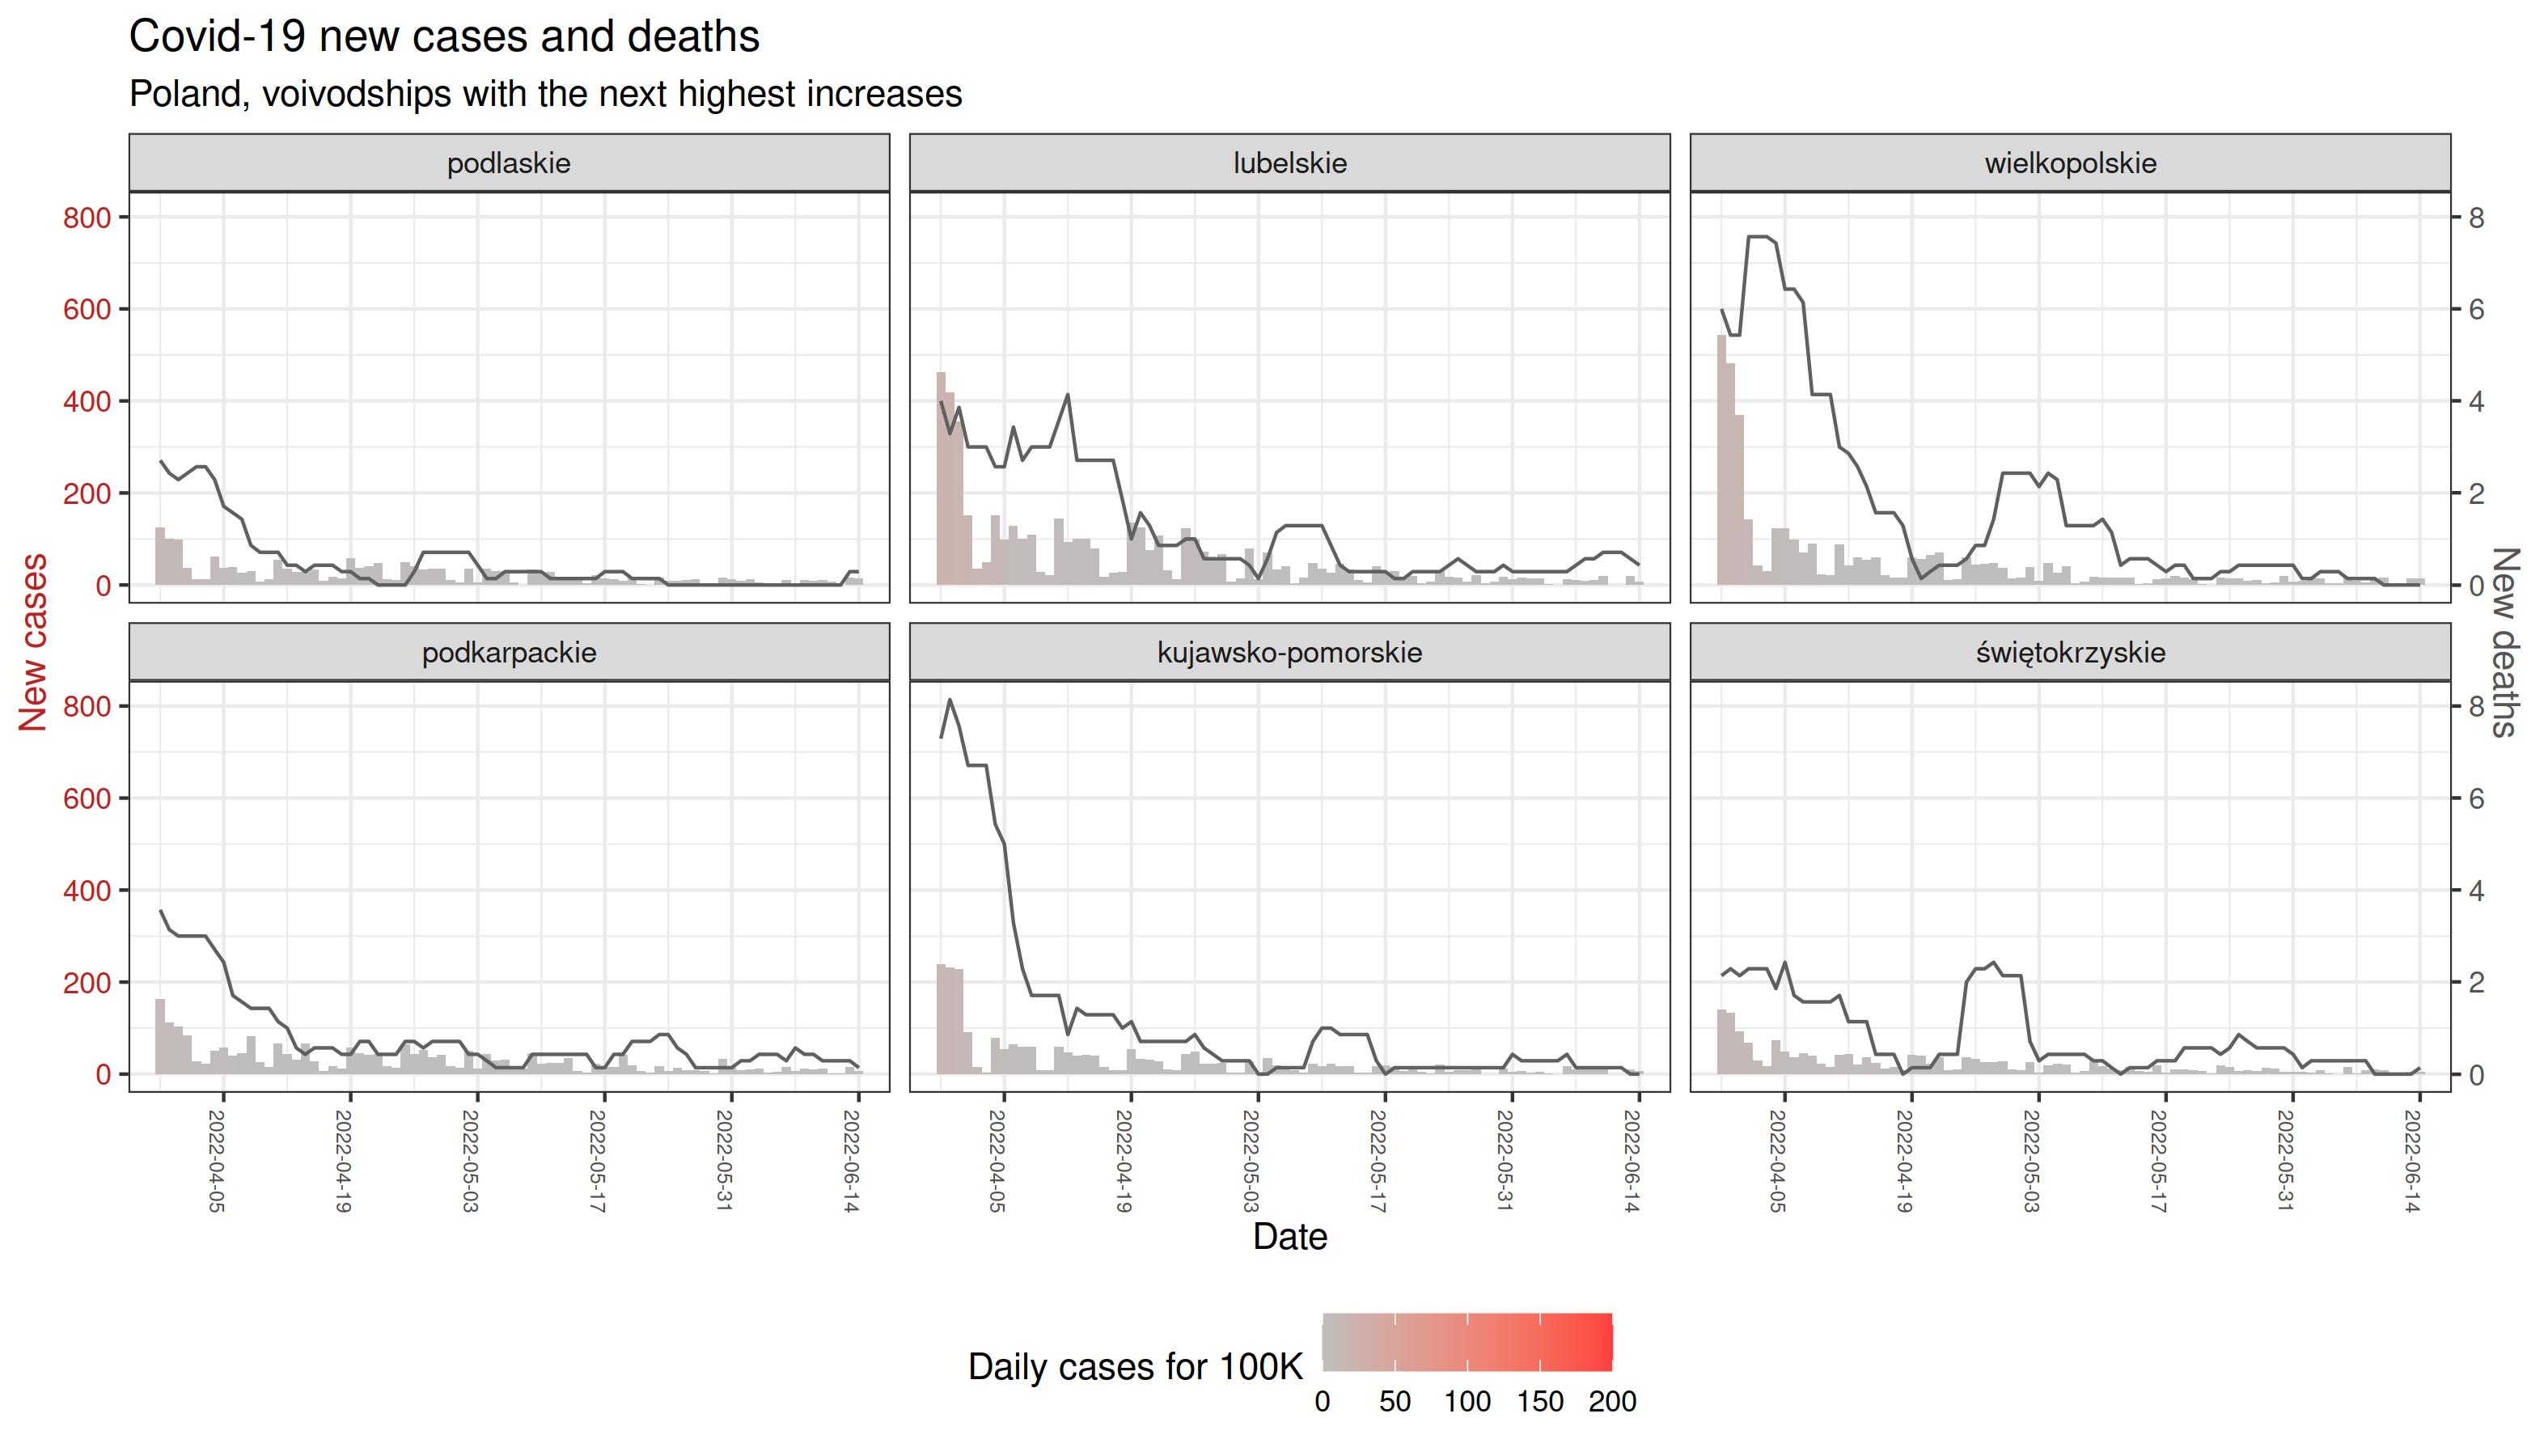 Covid-19 new cases and deaths
Poland, voivodships with the next highest increases
podlaskie
lubelskie
wielkopolskie
800
600
400
200
0
8
6
4
2
0
New cases
New deaths
podkarpackie
kujawsko-pomorskie
świętokrzyskie
800
600
400
200
0
8
6
4
2
0
2022-04-05
2022-04-19
2022-05-03
2022-05-17
2022-05-31
2022-06-14
2022-04-05
2022-04-19
2022-05-03
2022-05-17
2022-05-31
2022-06-14
2022-04-05
2022-04-19
2022-05-03
2022-05-17
2022-05-31
2022-06-14
Date
Daily cases for 100K
0 50 100 150 200